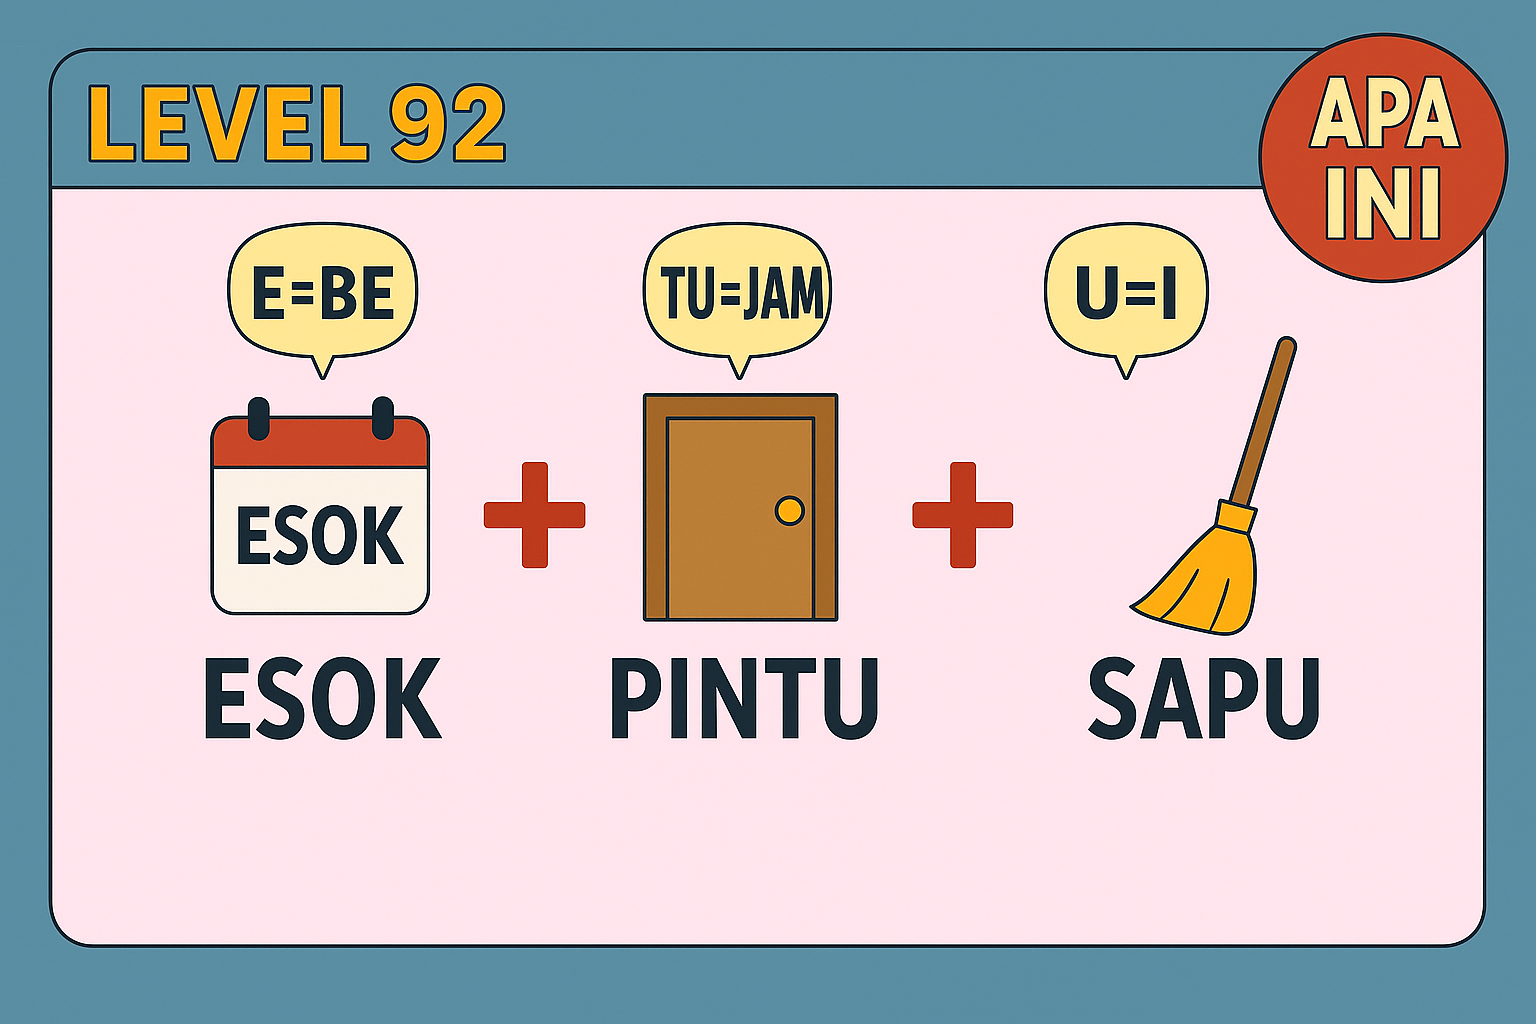 LEVEL 92
APA
INI
E=BE
TU=JAM
U=I
ESOK
ESOK
PINTU
SAPU